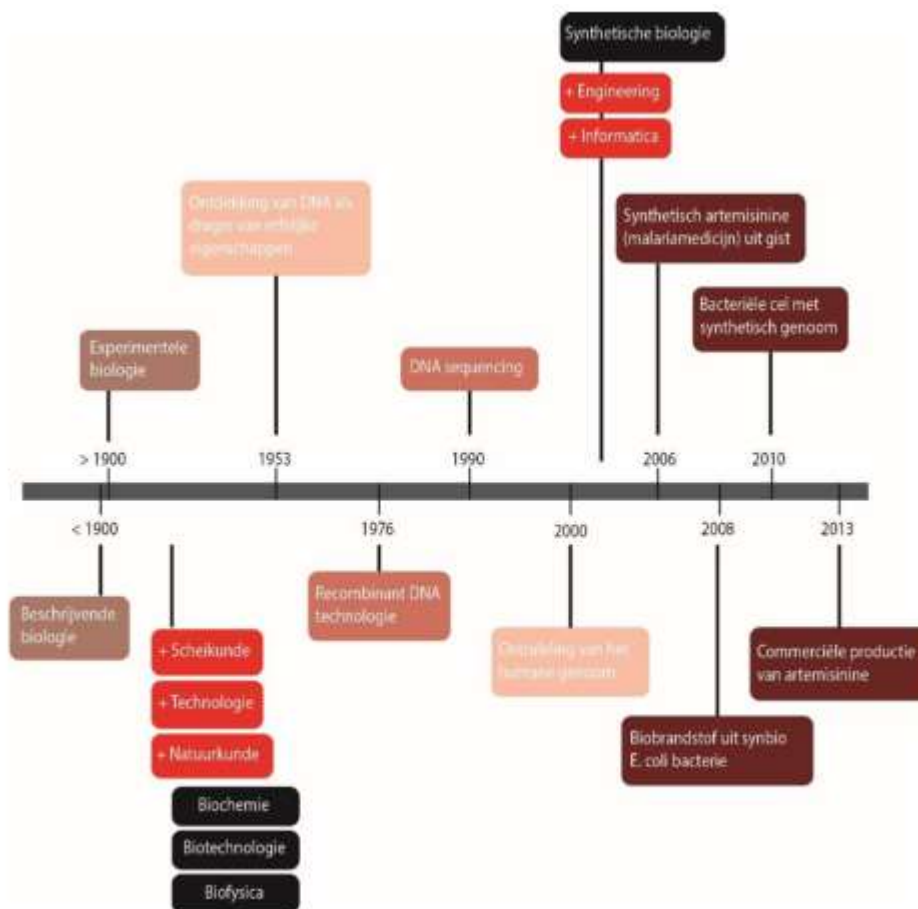 Synthetische biologie
+ Engineering
+ Informatica
Ontdekking van DNA als
drager van erfelijke
eigenschappen
Synthetisch artemisinine
(malariamedicijn) uit gist
Bacteriële cel met
synthetisch genoom
Experimentele
biologie
DNA sequencing
> 1900
1953
1990
2006
2010
< 1900
1976
2000
2008
2013
Beschrijvende
biologie
+ Scheikunde
+ Technologie
+ Natuurkunde
Biochemie
Biotechnologie
Biofysica
Recombinant DNA
technologie
van het
humane genoom
Biobrandstof uit synbio
E. coli bacterie
Commerciële productie
van artemisinine